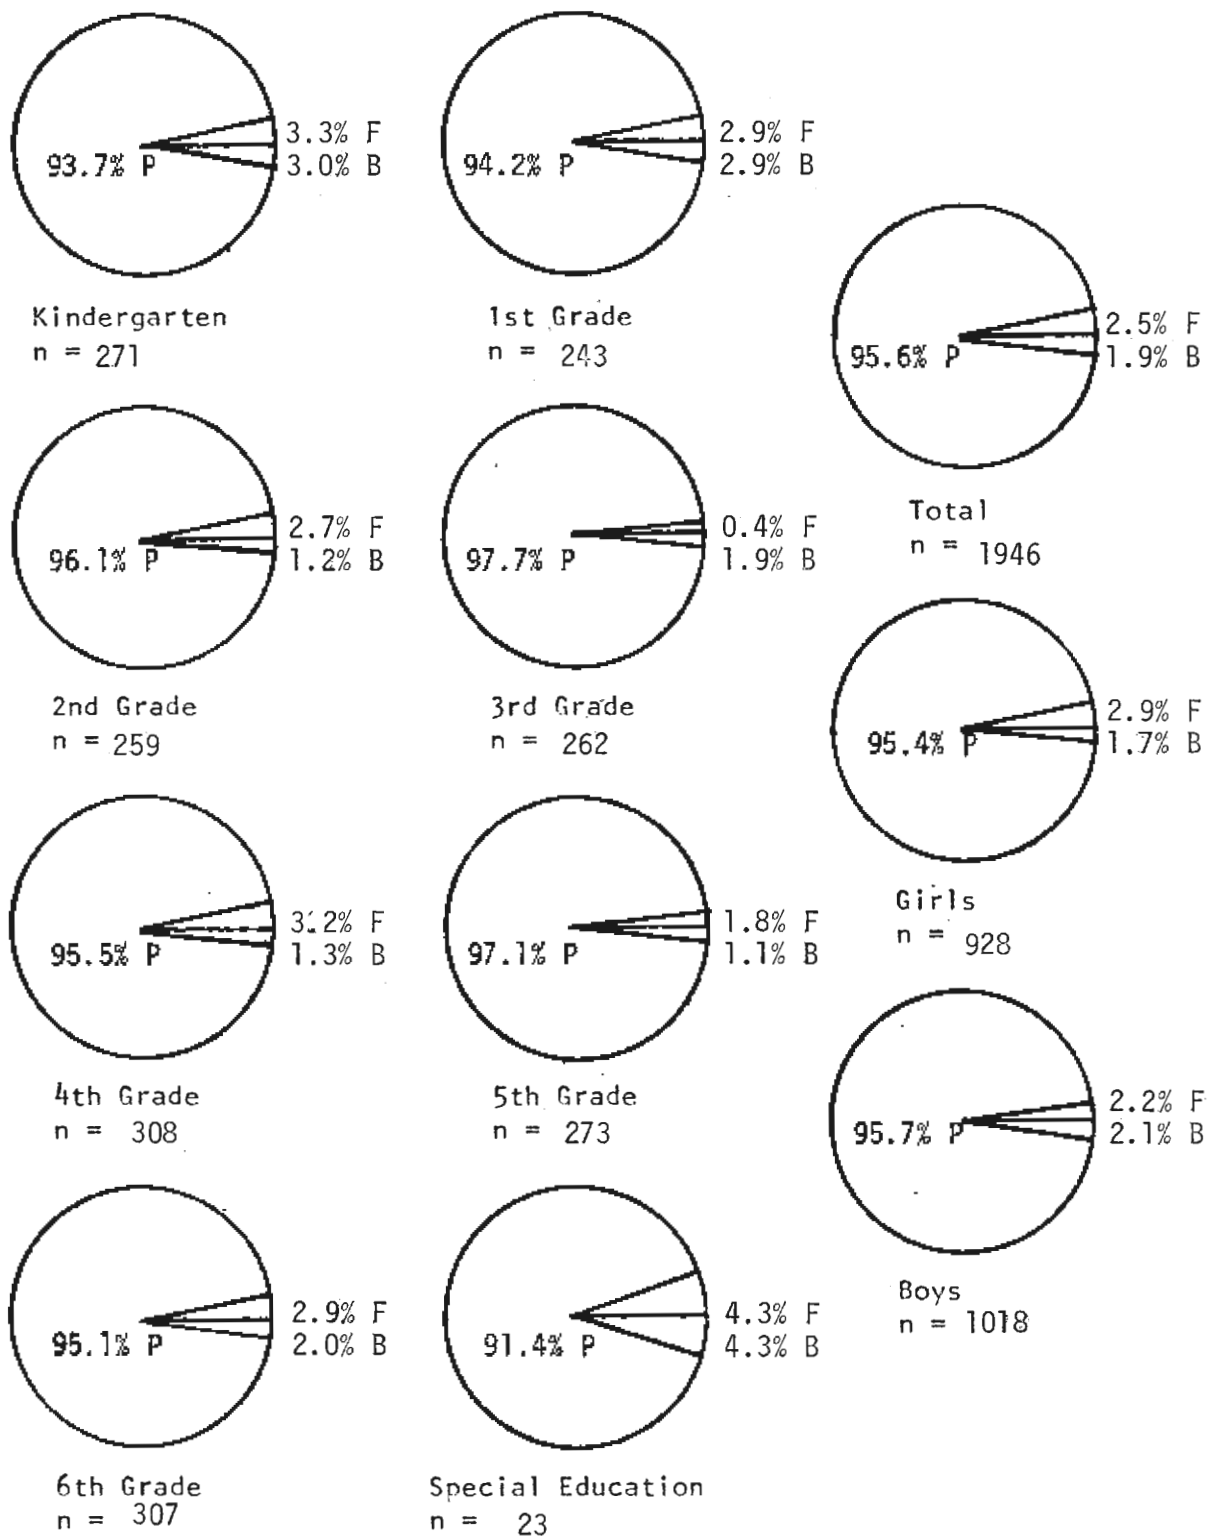 93.7% P
3.3% F
3.0% B
Kindergarten
n = 271
94.2% P
2.9% F
2.9% B
1st Grade
n = 243
95.6% P
2.5% F
1.9% B
Total
n = 1946
96.1% P
2.7% F
1.2% B
2nd Grade
n = 259
97.7% P
0.4% F
1.9% B
3rd Grade
n = 262
95.4% P
2.9% F
1.7% B
Girls
n = 928
95.5% P
3.2% F
1.3% B
4th Grade
n = 308
97.1% P
1.8% F
1.1% B
5th Grade
n = 273
95.7% P
2.2% F
2.1% B
Boys
n = 1018
95.1% P
2.9% F
2.0% B
6th Grade
n = 307
91.4% P
4.3% F
4.3% B
Special Education
n = 23